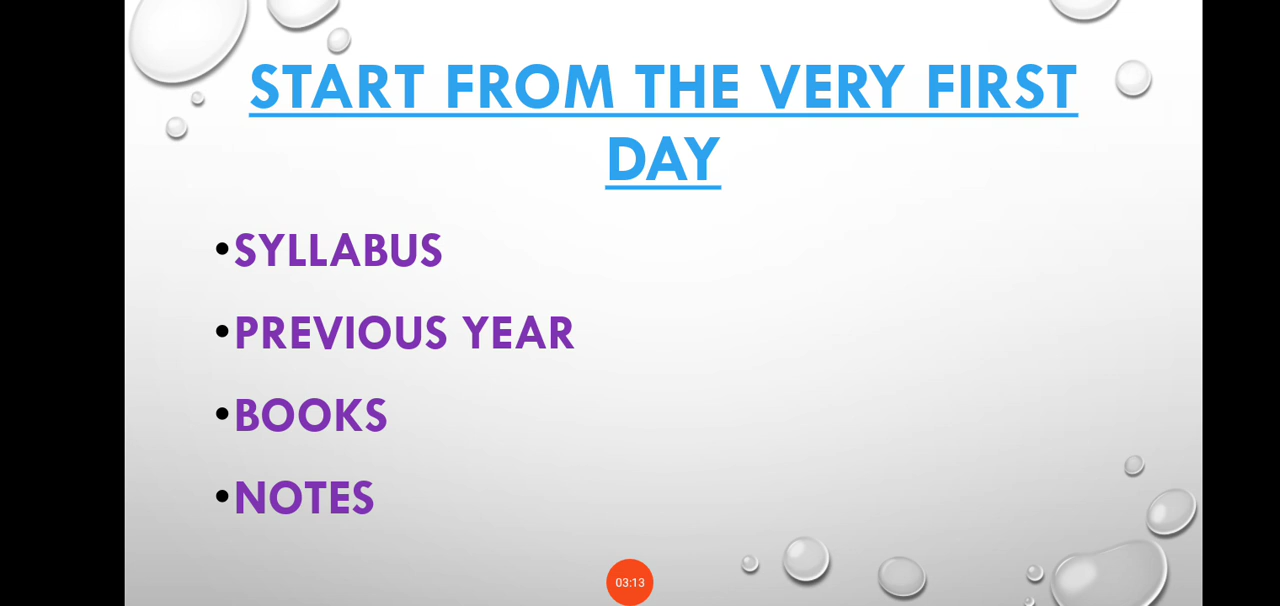 START FROM THE VERY FIRST
DAY
•SYLLABUS
•PREVIOUS YEAR
•BOOKS
•NOTES
03:13